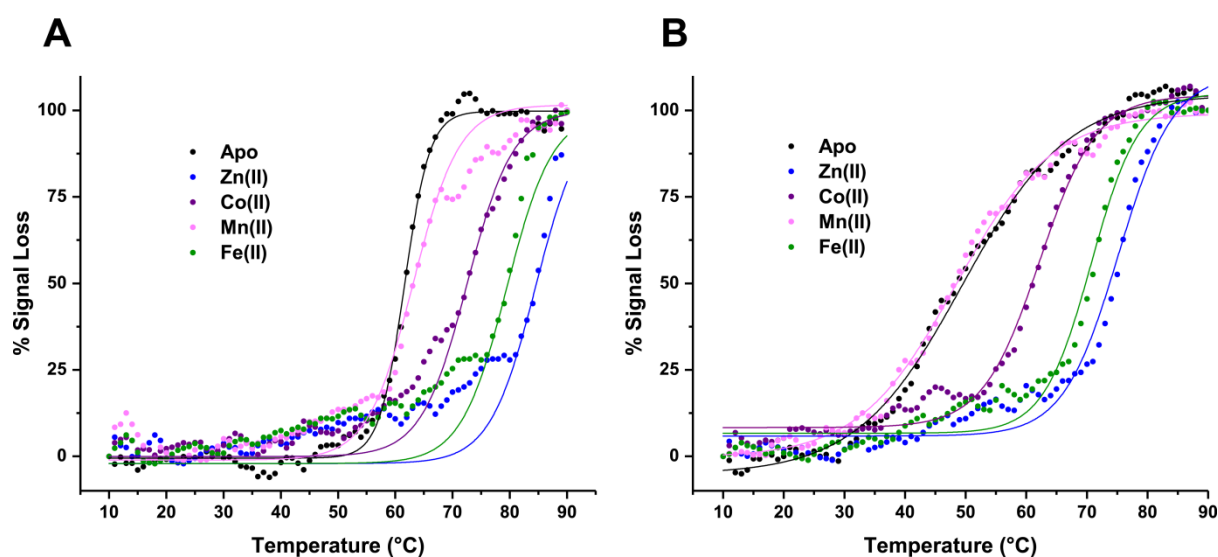 A
100
75
50
25
0
% Signal Loss
Apo
Zn(II)
Co(II)
Mn(II)
Fe(II)
10 20 30 40 50 60 70 80 90
Temperature (°C)
B
100
75
50
25
0
% Signal Loss
Apo
Zn(II)
Co(II)
Mn(II)
Fe(II)
10 20 30 40 50 60 70 80 90
Temperature (°C)